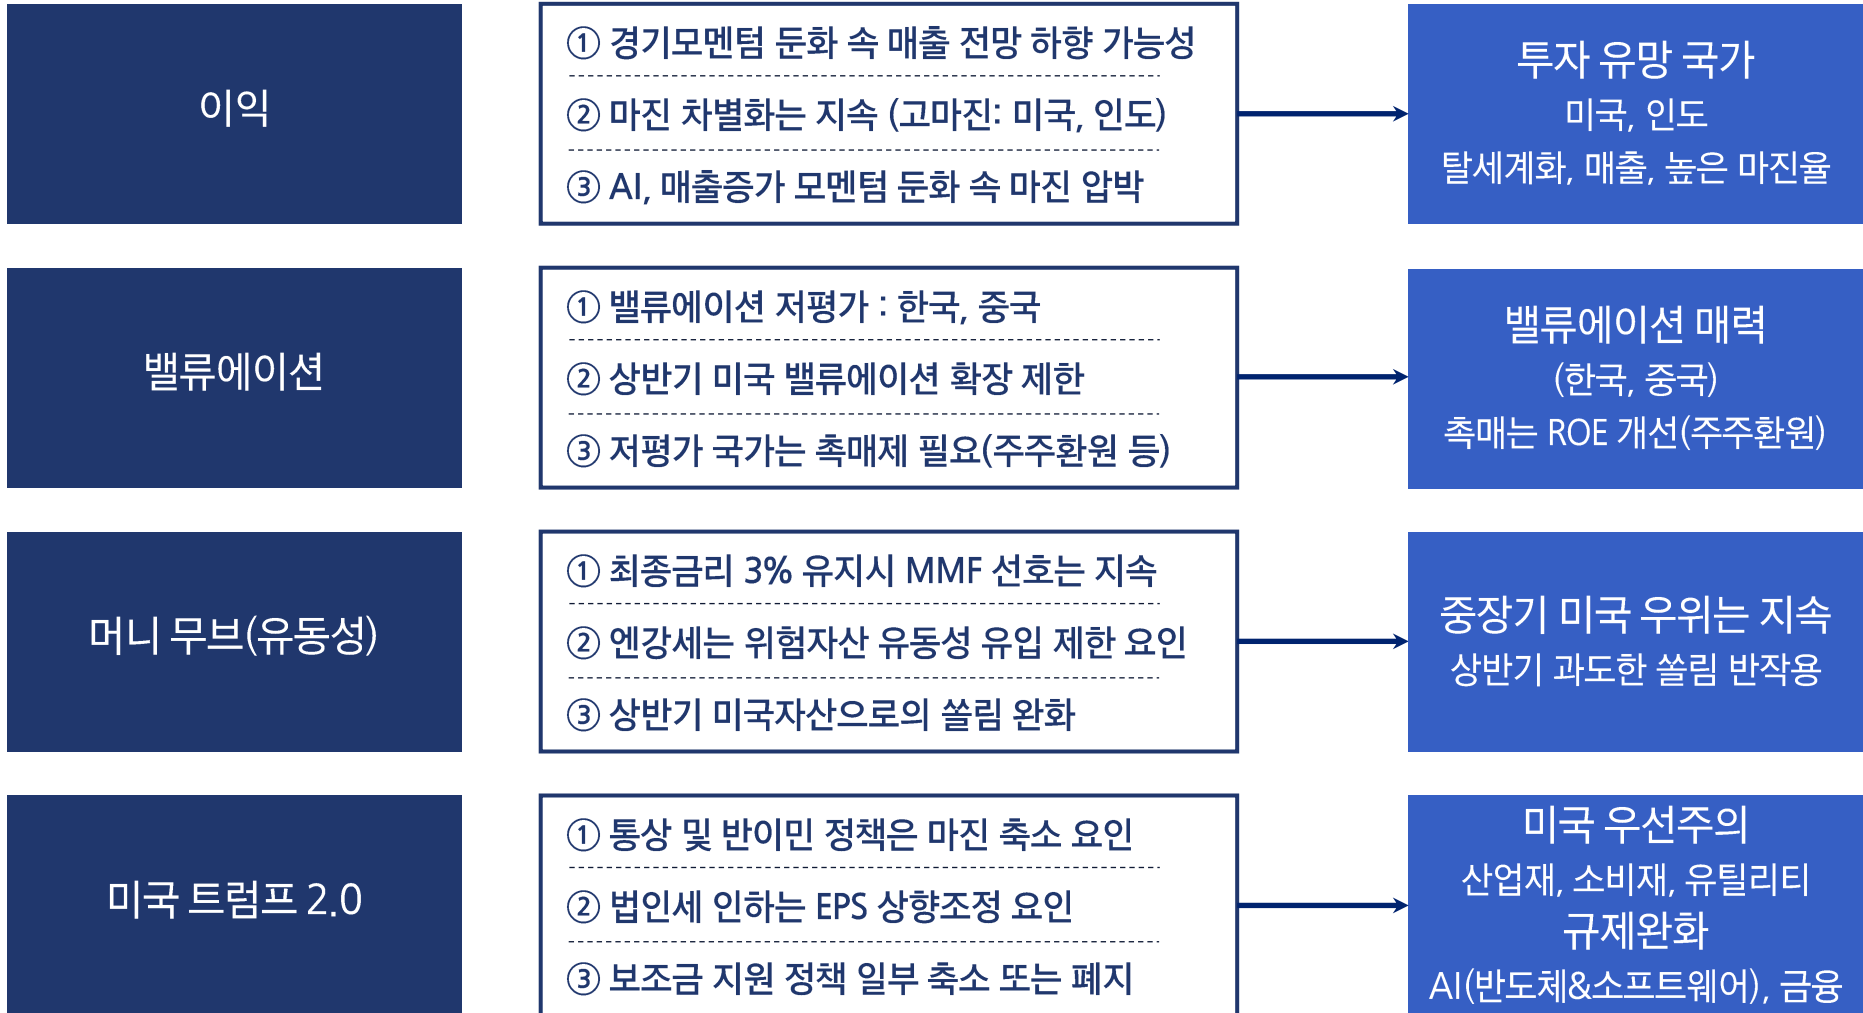 이익
① 경기모멘텀 둔화 속 매출 전망 하향 가능성
② 마진 차별화는 지속 (고마진: 미국, 인도)
③ AI, 매출증가 모멘텀 둔화 속 마진 압박
투자 유망 국가
미국, 인도
탈세계화, 매출, 높은 마진율
밸류에이션
① 밸류에이션 저평가 : 한국, 중국
② 상반기 미국 밸류에이션 확장 제한
③ 저평가 국가는 촉매제 필요(주주환원 등)
밸류에이션 매력
(한국, 중국)
촉매는 ROE 개선(주주환원)
머니 무브(유동성)
① 최종금리 3% 유지시 MMF 선호는 지속
② 엔강세는 위험자산 유동성 유입 제한 요인
③ 상반기 미국자산으로의 쏠림 완화
중장기 미국 우위는 지속
상반기 과도한 쏠림 반작용
미국 트럼프 2.0
① 통상 및 반이민 정책은 마진 축소 요인
② 법인세 인하는 EPS 상향조정 요인
③ 보조금 지원 정책 일부 축소 또는 폐지
미국 우선주의
산업재, 소비재, 유틸리티
규제완화
AI(반도체&소프트웨어), 금융